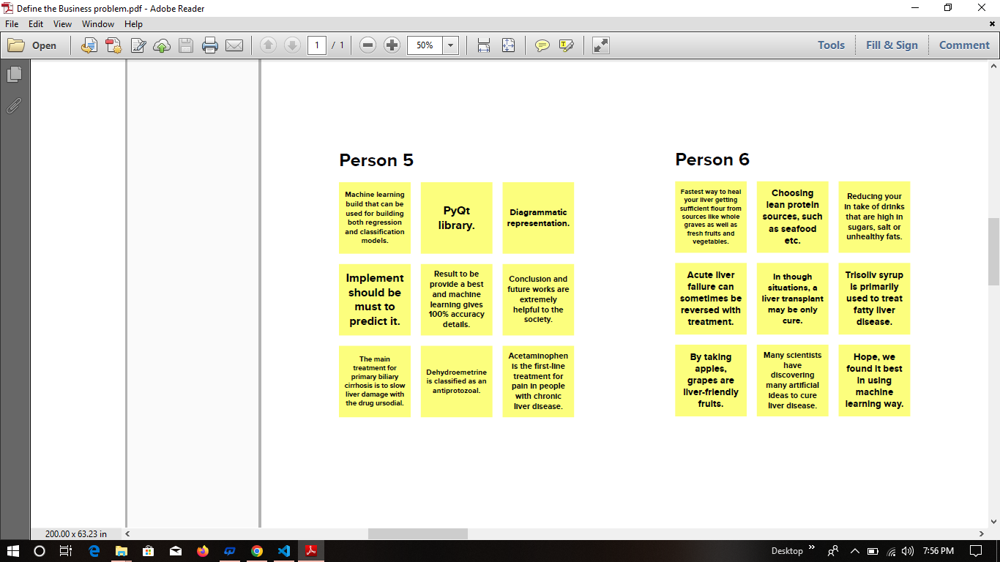 Define the Business problem.pdf - Adobe Reader
File Edit View Window Help
Open
1 / 1
50%
Tools Fill & Sign Comment
Person 5
Machine learning
build that can be
used for building
both regression
and classification
models.
PyQt
library.
Diagrammatic
representation.
Implement
should be
must to
predict it.
Result to be
provide a best
and machine
learning gives
100% accuracy
details.
Conclusion and
future works are
extremely
helpful to the
society.
The main
treatment for
primary biliary
cirrhosis is to slow
liver damage with
the drug ursodial.
Dehydroemetrine
is classified as an
antiprotozoal.
Acetaminophen
is the first-line
treatment for
pain in people
with chronic
liver disease.
Person 6
Fastest way to heal
your liver getting
sufficient flour from
sources like whole
graves as well as
fresh fruits and
vegetables.
Choosing
lean protein
sources, such
as seafood
etc.
Reducing your
in take of drinks
that are high in
sugars, salt or
unhealthy fats.
Acute liver
failure can
sometimes be
reversed with
treatment.
In though
situations, a
liver transplant
may be only
cure.
Trisoliv syrup
is primarily
used to treat
fatty liver
disease.
By taking
apples,
grapes are
liver-friendly
fruits.
Many scientists
have
discovering
many artificial
ideas to cure
liver disease.
Hope, we
found it best
in using
machine
learning way.
200.00 x 63.23 in
Desktop
7:56 PM